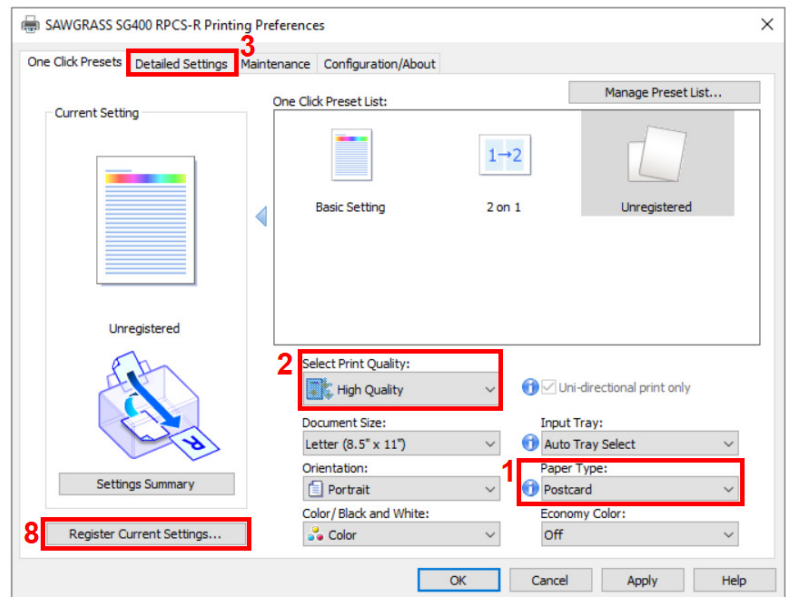 SAWGRASS SG400 RPCS-R Printing Preferences
3
One Click Presets Detailed Settings Maintenance Configuration/About
Manage Preset List...
One Click Preset List:
Current Setting
1→2
Basic Setting 2 on 1 Unregistered
Unregistered
2 Select Print Quality:
High Quality Uni-directional print only
Document Size: Input Tray:
Letter (8.5" x 11") Auto Tray Select
Orientation: 1 Paper Type:
Settings Summary Portrait Postcard
Color/Black and White: Economy Color:
8 Register Current Settings... Color Off
R
OK Cancel Apply Help